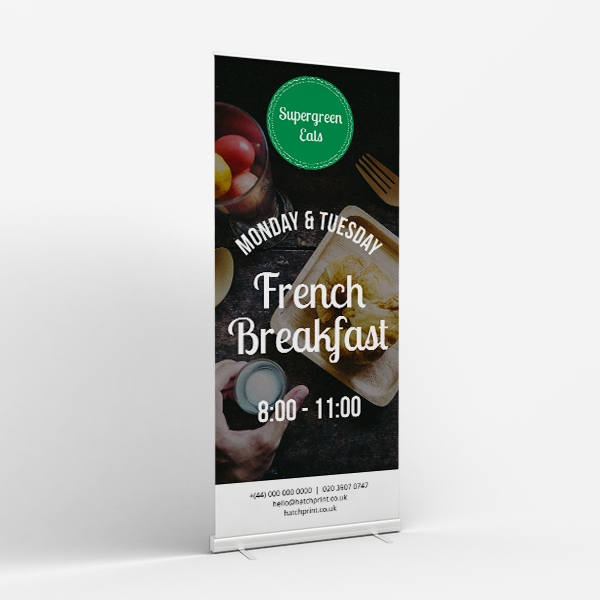 Supergreen
Eats
MONDAY & TUESDAY
French
Breakfast
8:00 - 11:00
+(44) 000 000 0000 | 020 3907 0747
hello@hatchprint.co.uk
hatchprint.co.uk